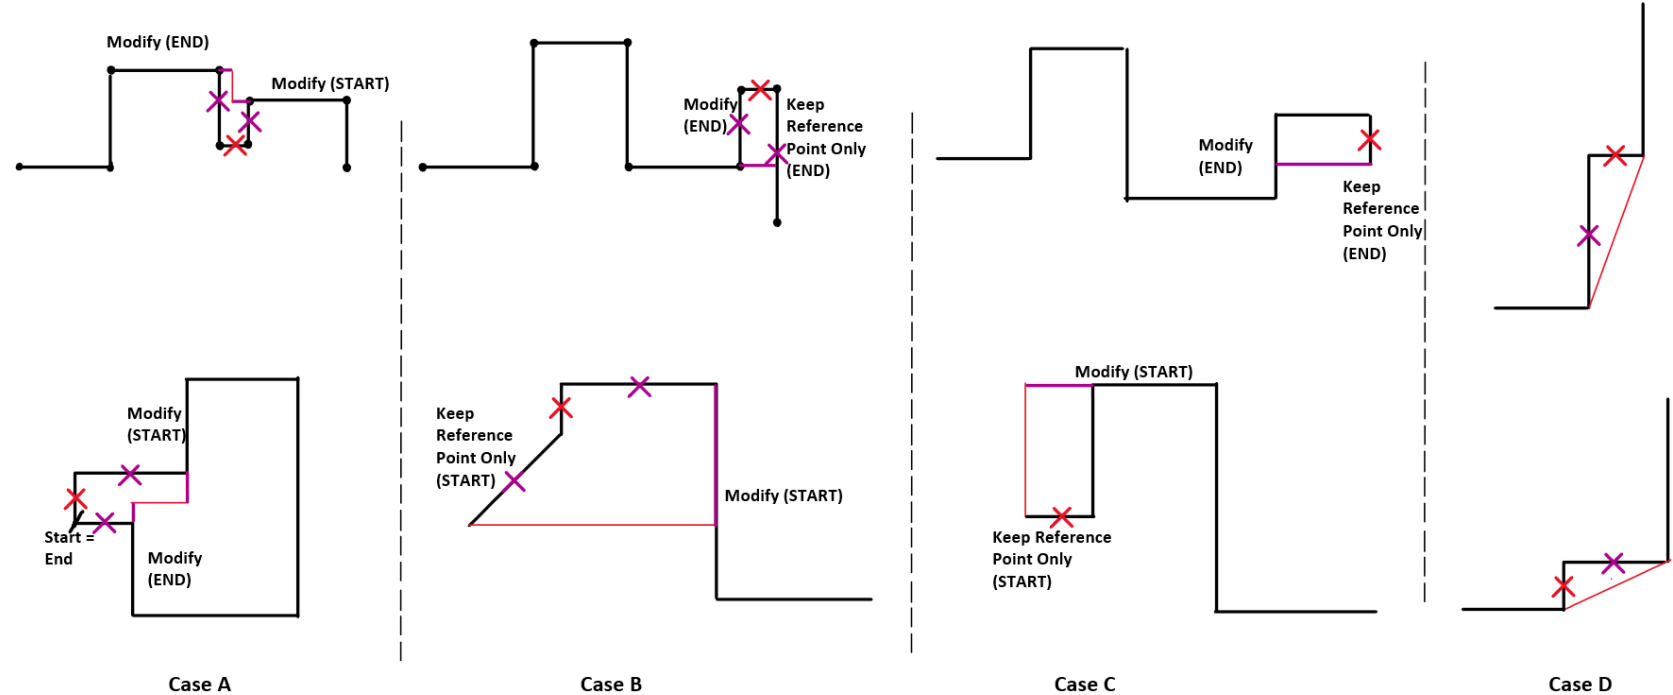 Modify (END)
Modify (START)
Modify
(END)
Keep
Reference
Point Only
(END)
Modify
(END)
Keep
Reference
Point Only
(END)
Modify
(START)
Start =
End
Modify
(END)
Keep
Reference
Point Only
(START)
Modify (START)
Modify (START)
Keep Reference
Point Only
(START)
Case A
Case B
Case C
Case D